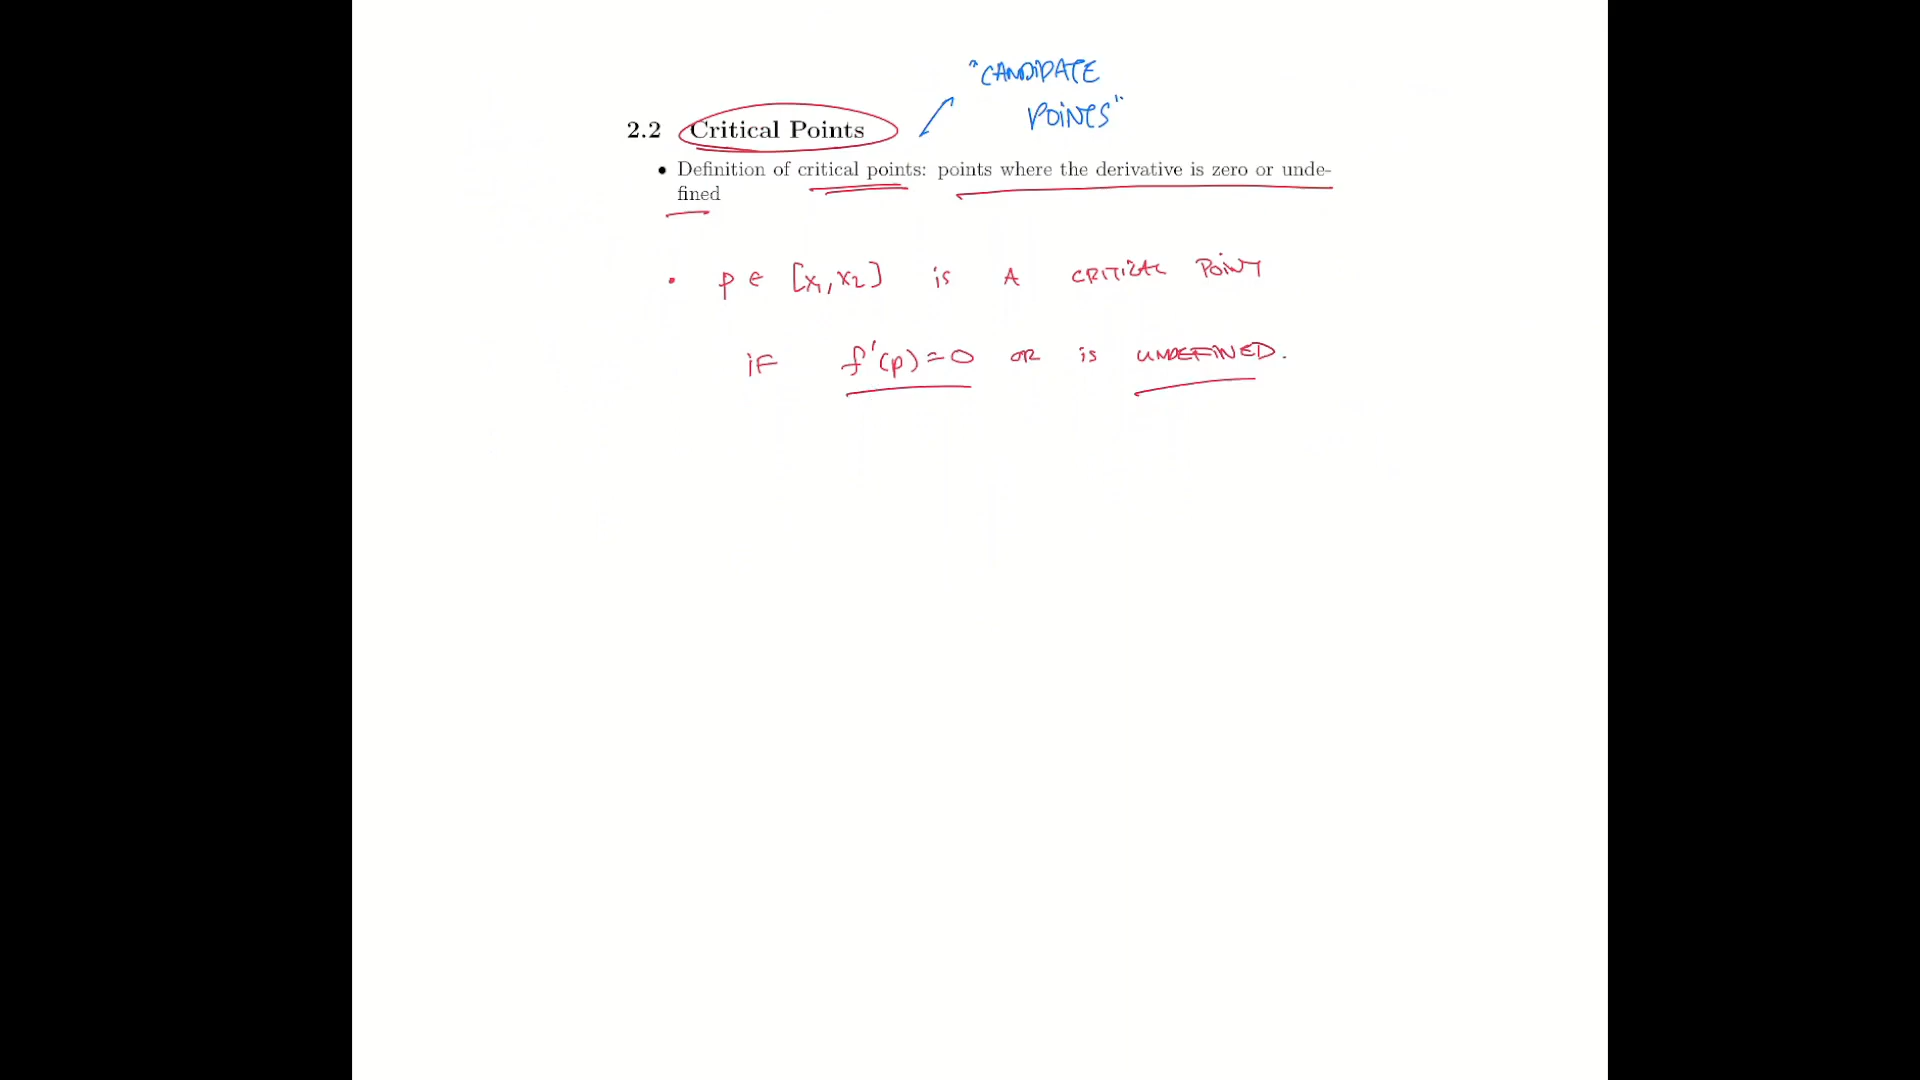 "CANDIDATE
POINTS"
2.2 Critical Points
• Definition of critical points: points where the derivative is zero or unde-
fined
• p ∈ [x₁, x₂] is A CRITICAL POINT
iF f'(p)=0 OR is UNDEFINED.